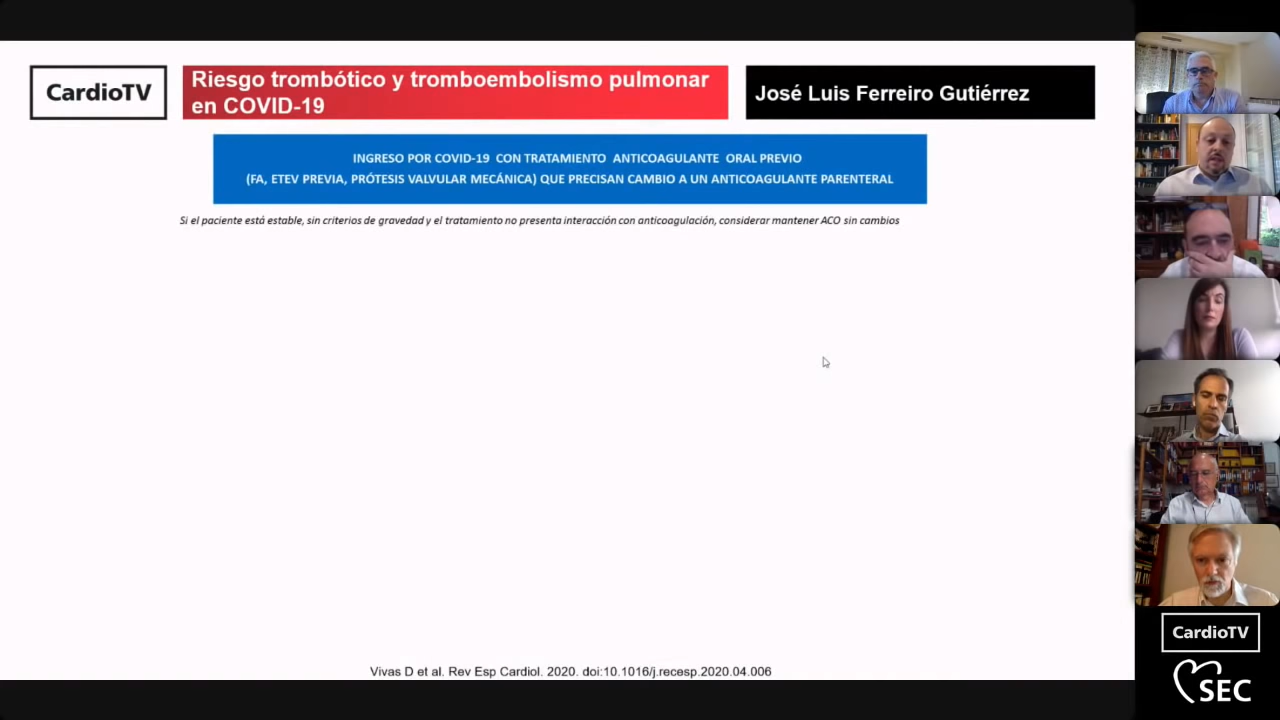 CardioTV
Riesgo trombótico y tromboembolismo pulmonar
en COVID-19
José Luis Ferreiro Gutiérrez
INGRESO POR COVID-19 CON TRATAMIENTO ANTICOAGULANTE ORAL PREVIO
(FA, ETEV PREVIA, PRÓTESIS VALVULAR MECÁNICA) QUE PRECISAN CAMBIO A UN ANTICOAGULANTE PARENTERAL
Si el paciente está estable, sin criterios de gravedad y el tratamiento no presenta interacción con anticoagulación, considerar mantener ACO sin cambios
Vivas D et al. Rev Esp Cardiol. 2020. doi:10.1016/j.recesp.2020.04.006
CardioTV
SEC